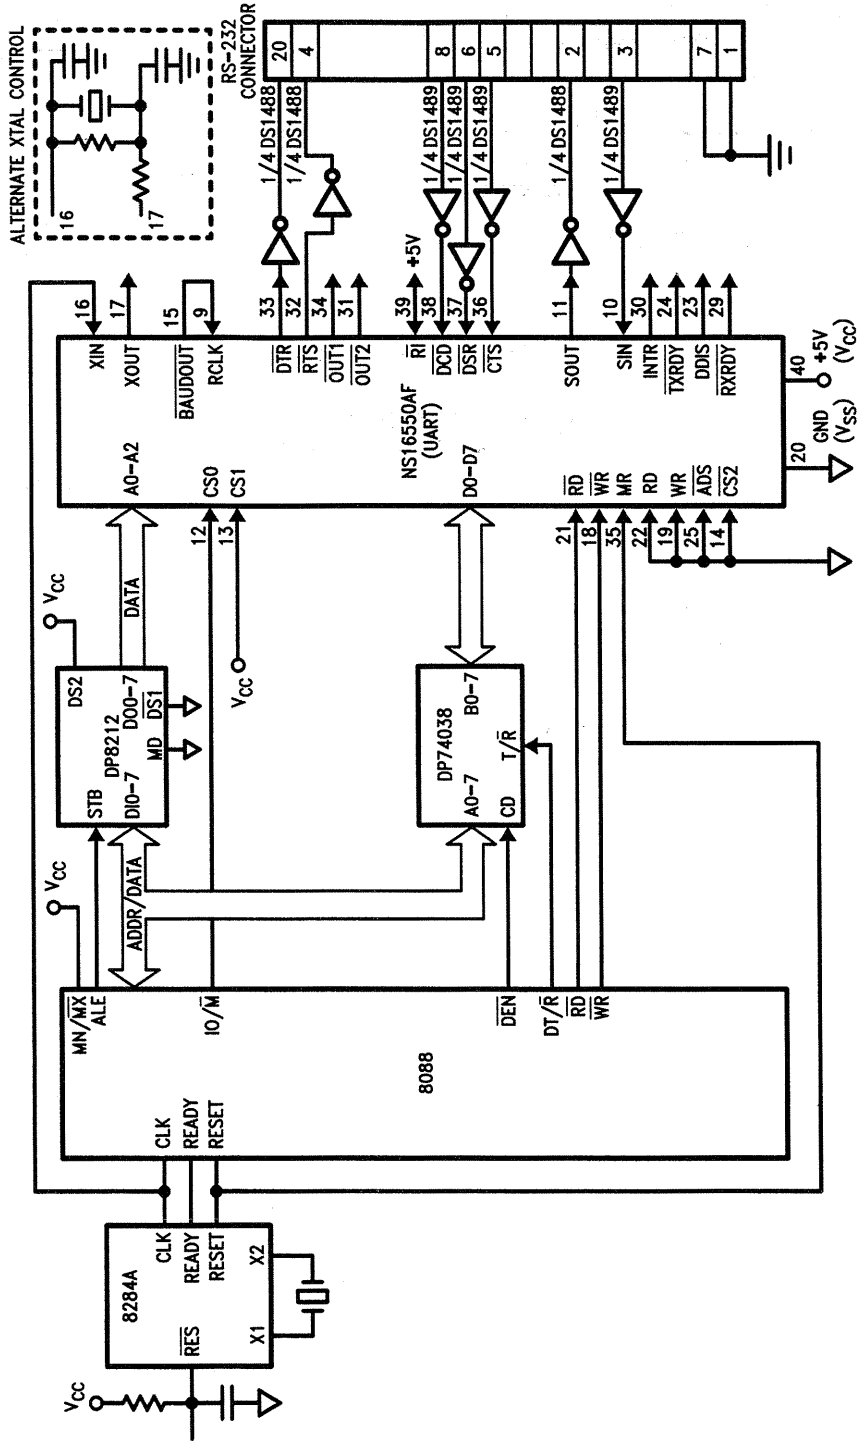 ALTERNATE XTAL CONTROL
16
17
RS-232
CONNECTOR
20
4
8
6
5
2
3
7
1
1/4 DS1488
1/4 DS1488
1/4 DS1489
1/4 DS1489
1/4 DS1489
1/4 DS1488
1/4 DS1489
16
17
15
9
33
32
34
31
39
+5V
38
37
36
11
10
30
24
23
29
XIN
XOUT
BAUDOUT
RCLK
DTR
RTS
OUT1
OUT2
RI
DCD
DSR
CTS
SOUT
SIN
INTR
TXRDY
DDIS
RXRDY
NS16550AF
(UART)
40
+5V
(VCC)
20
GND
(VSS)
A0-A2
CS0
CS1
D0-D7
RD
WR
MR
RD
WR
ADS
CS2
12
13
21
18
35
22
19
25
14
DATA
VCC
VCC
DS2
DO0-7
DS1
DP8212
MD
STB
DI0-7
B0-7
DP74038
T/R
A0-7
CD
VCC
ADDR/DATA
MN/MX
ALE
IO/M
DEN
DT/R
RD
WR
8088
CLK
READY
RESET
CLK
READY
RESET
X2
8284A
RES
X1
VCC